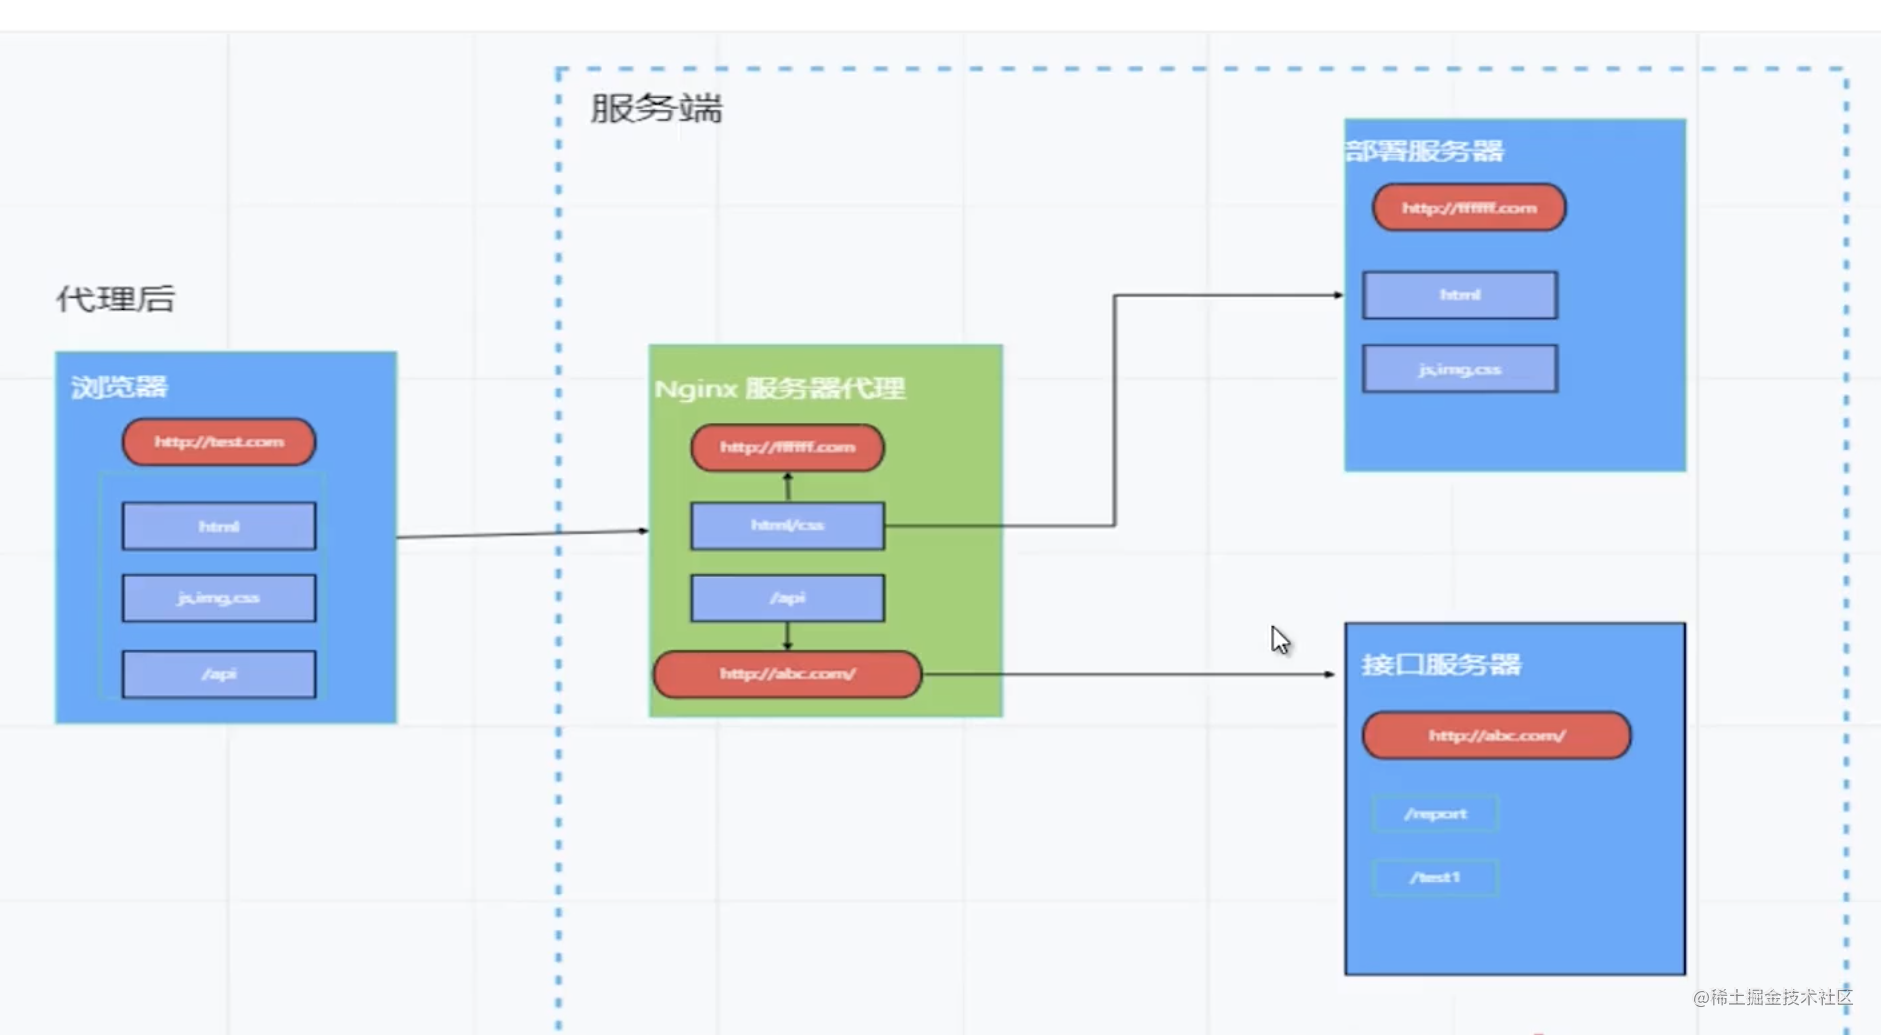 服务端
代理后
浏览器
http://test.com
html
js,img,css
/api
Nginx 服务器代理
http://ffffff.com
html/css
/api
http://abc.com/
部署服务器
http://ffffff.com
html
js,img,css
接口服务器
http://abc.com/
/report
/test1
@稀土掘金技术社区